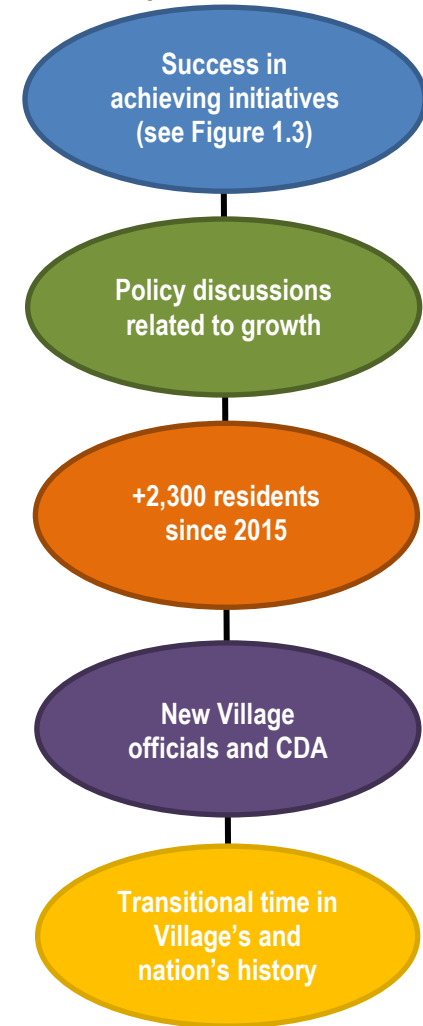 Success in
achieving initiatives
(see Figure 1.3)
Policy discussions
related to growth
+2,300 residents
since 2015
New Village
officials and CDA
Transitional time in
Village's and
nation's history